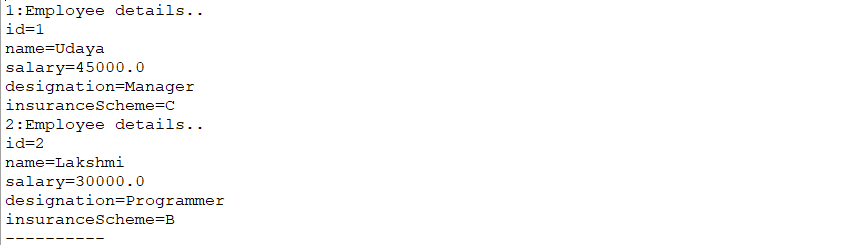 1:Employee details..
id=1
name=Udaya
salary=45000.0
designation=Manager
insuranceScheme=C
2:Employee details..
id=2
name=Lakshmi
salary=30000.0
designation=Programmer
insuranceScheme=B
----------